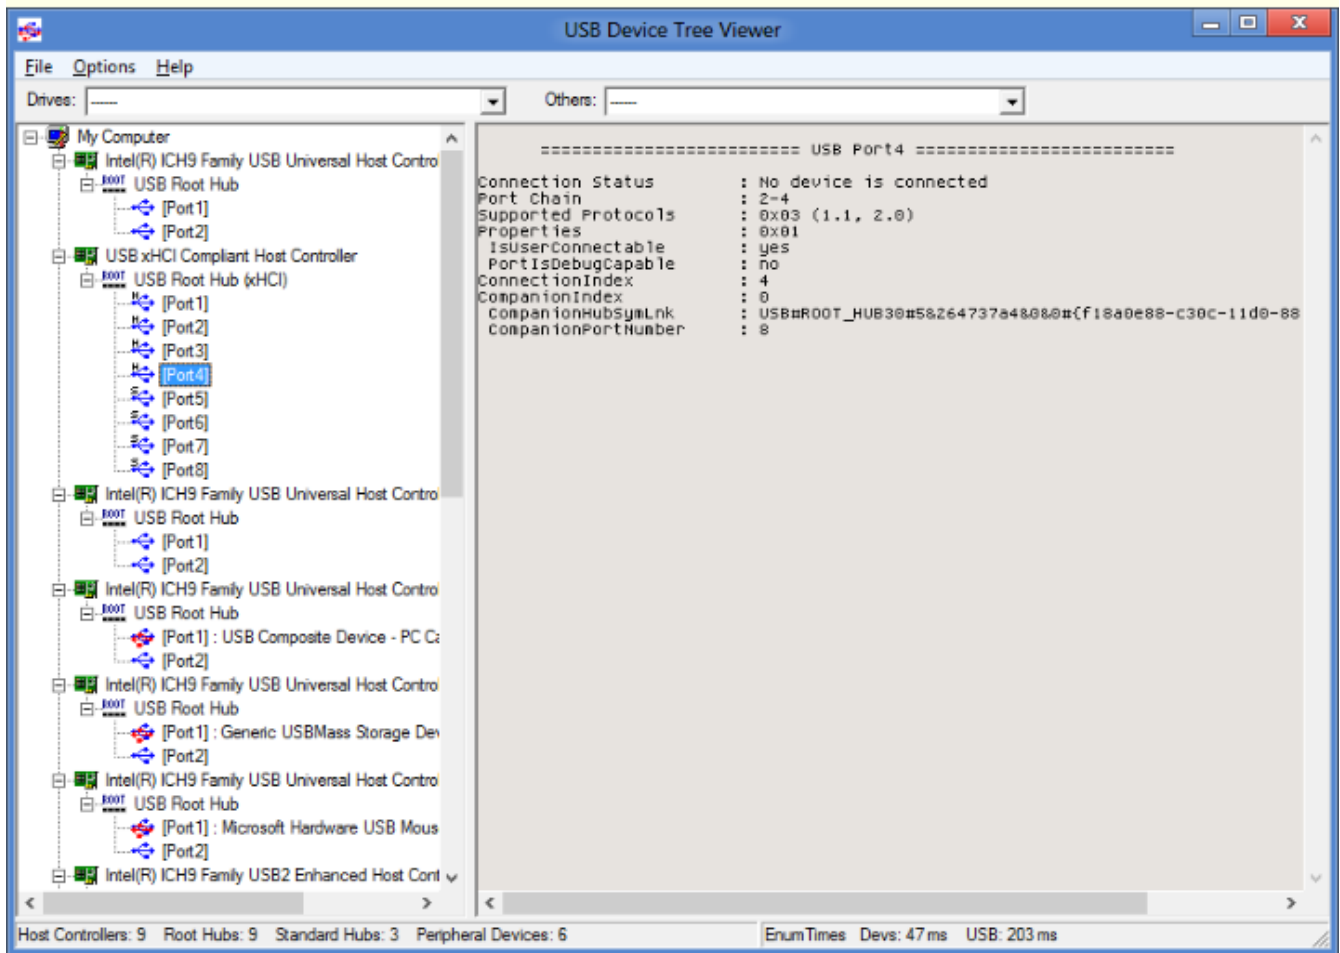 USB Device Tree Viewer
File Options Help
Drives: ------ Others: ------
My Computer
Intel(R) ICH9 Family USB Universal Host Contro
ROOT USB Root Hub
[Port1]
[Port2]
USB xHCI Compliant Host Controller
ROOT USB Root Hub (xHCI)
H [Port1]
H [Port2]
H [Port3]
H [Port4]
S [Port5]
S [Port6]
S [Port7]
S [Port8]
Intel(R) ICH9 Family USB Universal Host Contro
ROOT USB Root Hub
[Port1]
[Port2]
Intel(R) ICH9 Family USB Universal Host Contro
ROOT USB Root Hub
[Port1] : USB Composite Device - PC Ca
[Port2]
Intel(R) ICH9 Family USB Universal Host Contro
ROOT USB Root Hub
[Port1] : Generic USBMass Storage Dev
[Port2]
Intel(R) ICH9 Family USB Universal Host Contro
ROOT USB Root Hub
[Port1] : Microsoft Hardware USB Mous
[Port2]
Intel(R) ICH9 Family USB2 Enhanced Host Cont
========================= USB Port4 =========================
Connection Status : No device is connected
Port Chain : 2-4
Supported Protocols : 0x03 (1.1, 2.0)
Properties : 0x01
IsUserConnectable : yes
PortIsDebugCapable : no
ConnectionIndex : 4
CompanionIndex : 0
CompanionHubSymLnk : USB#ROOT_HUB30#5&264737a4&0&0#{f18a0e88-c30c-11d0-88
CompanionPortNumber : 8
Host Controllers: 9 Root Hubs: 9 Standard Hubs: 3 Peripheral Devices: 6 EnumTimes Devs: 47 ms USB: 203 ms